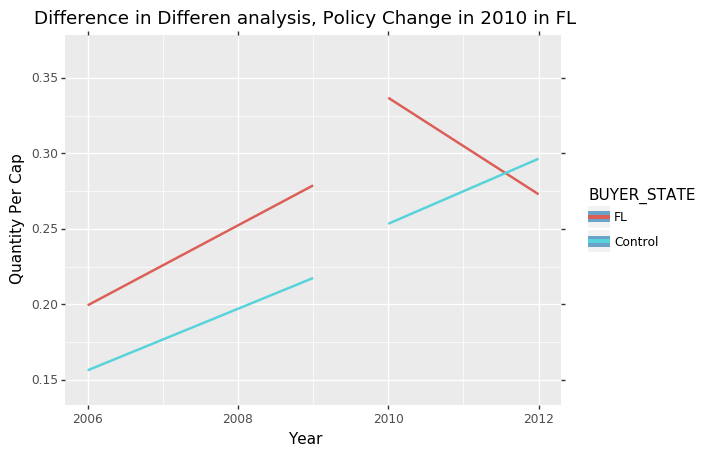 Difference in Differen analysis, Policy Change in 2010 in FL
Quantity Per Cap
0.35
0.30
0.25
0.20
0.15
2006
2008
2010
2012
Year
BUYER_STATE
FL
Control